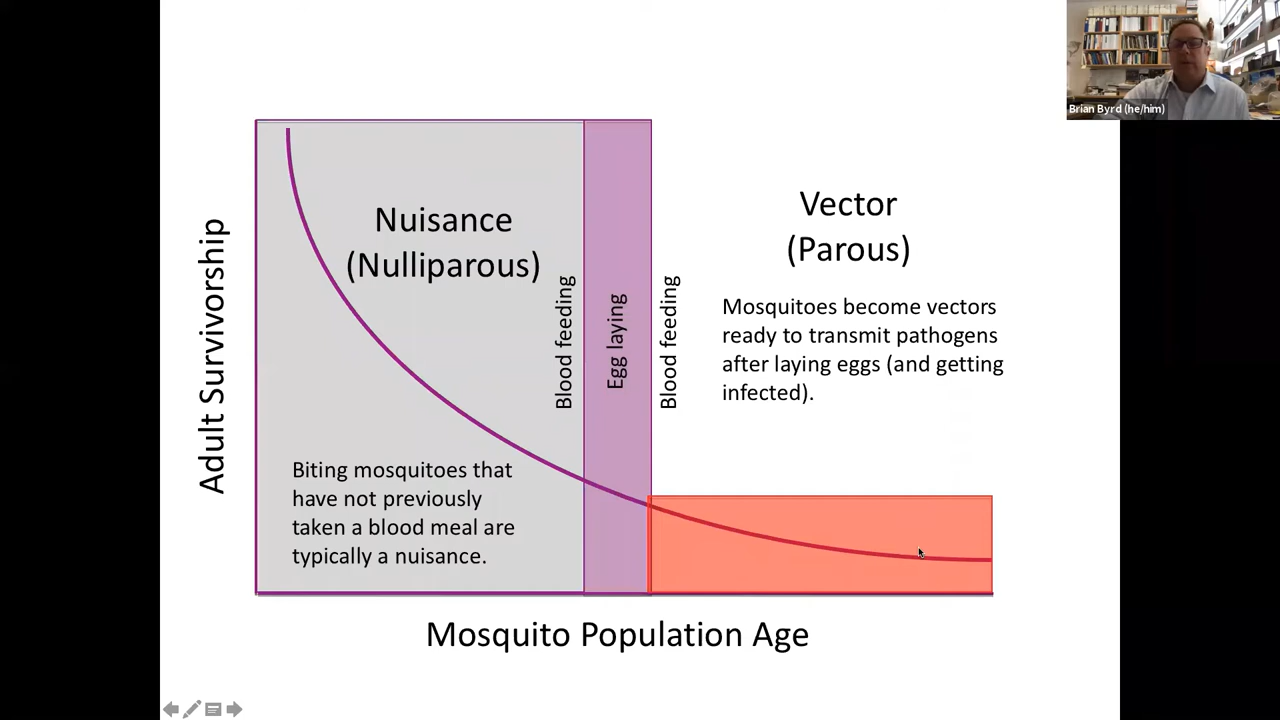 Brian Byrd (he/him)
Nuisance
(Nulliparous)
Vector
(Parous)
Adult Survivorship
Blood feeding
Egg laying
Blood feeding
Mosquitoes become vectors
ready to transmit pathogens
after laying eggs (and getting
infected).
Biting mosquitoes that
have not previously
taken a blood meal are
typically a nuisance.
Mosquito Population Age